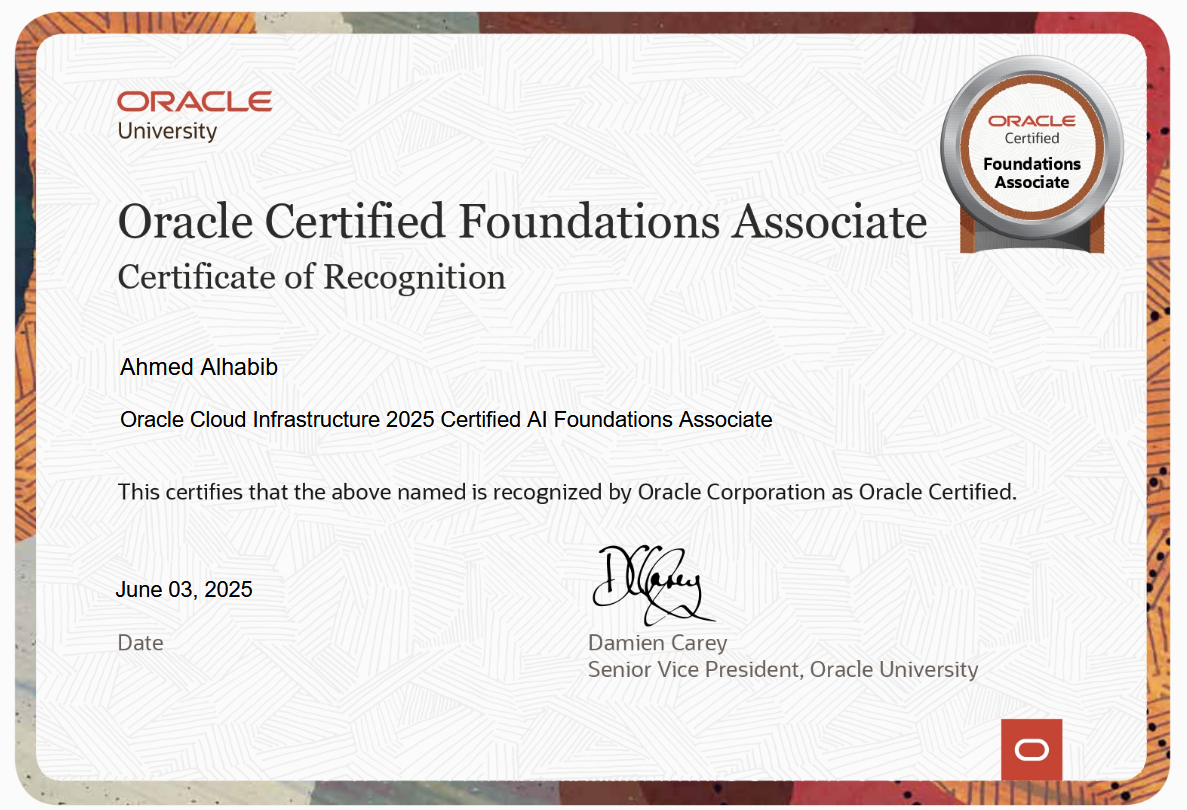 ORACLE
University
ORACLE
Certified
Foundations
Associate
Oracle Certified Foundations Associate
Certificate of Recognition
Ahmed Alhabib
Oracle Cloud Infrastructure 2025 Certified AI Foundations Associate
This certifies that the above named is recognized by Oracle Corporation as Oracle Certified.
DCarey
June 03, 2025
Date
Damien Carey
Senior Vice President, Oracle University